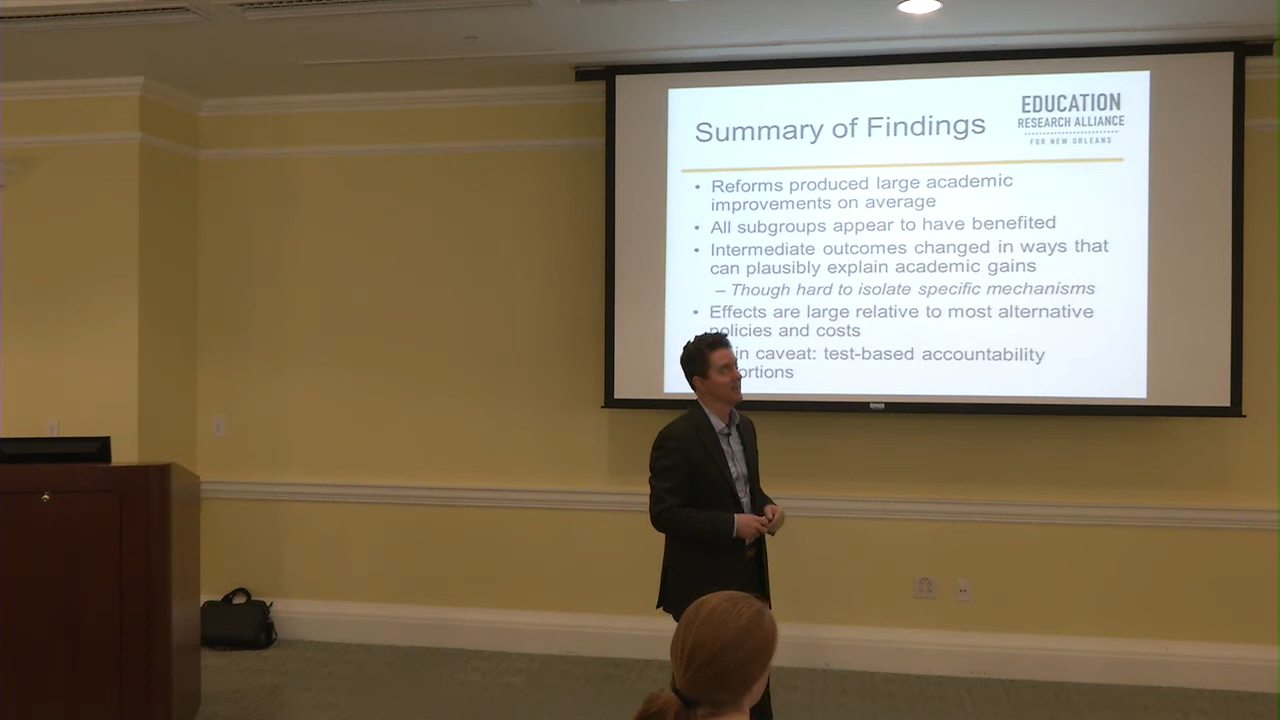 EDUCATION
RESEARCH ALLIANCE
FOR NEW ORLEANS
Summary of Findings
• Reforms produced large academic
improvements on average
• All subgroups appear to have benefited
• Intermediate outcomes changed in ways that
can plausibly explain academic gains
– Though hard to isolate specific mechanisms
• Effects are large relative to most alternative
policies and costs
in caveat: test-based accountability
ortions